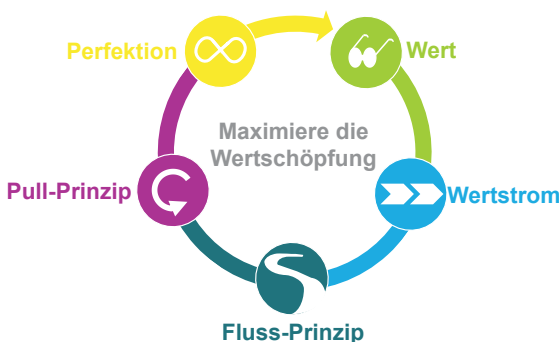 Perfektion
Wert
Maximiere die
Wertschöpfung
Pull-Prinzip
Wertstrom
Fluss-Prinzip